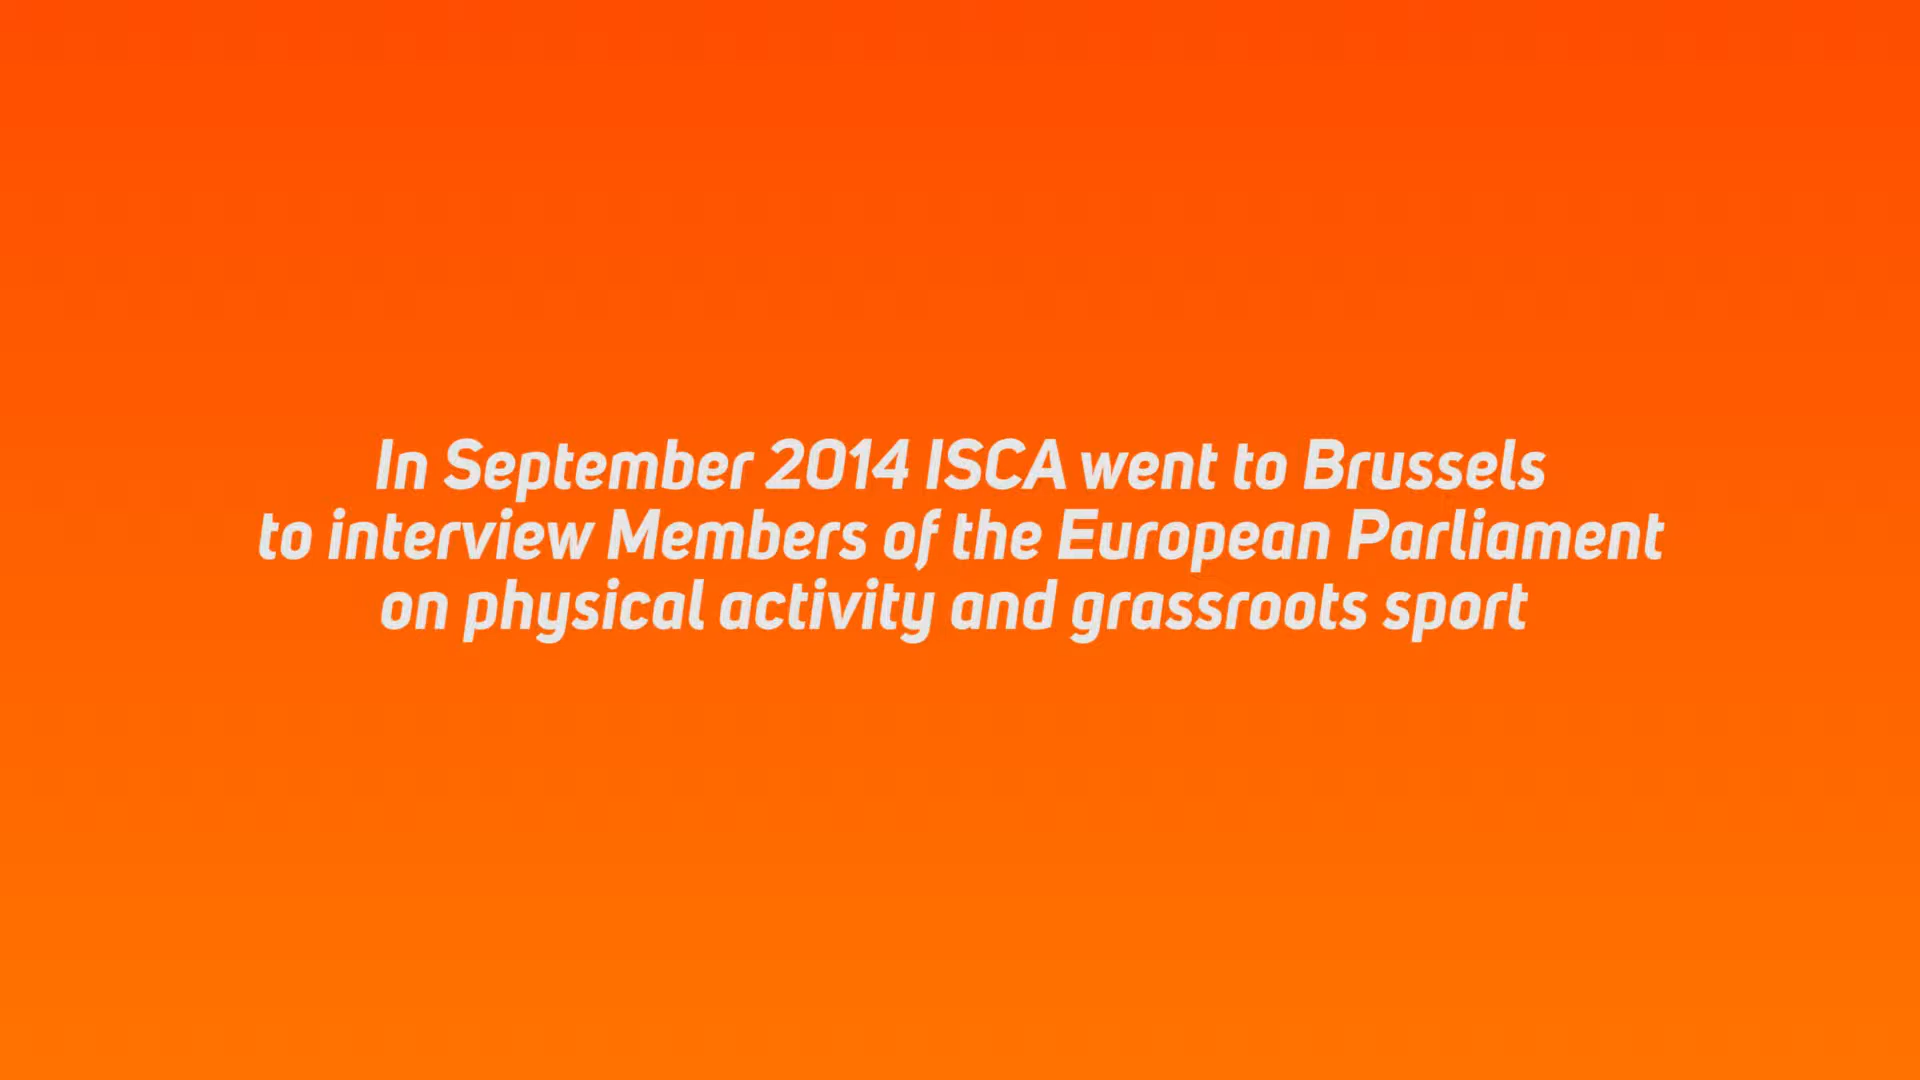 In September 2014 ISCA went to Brussels
to interview Members of the European Parliament
on physical activity and grassroots sport